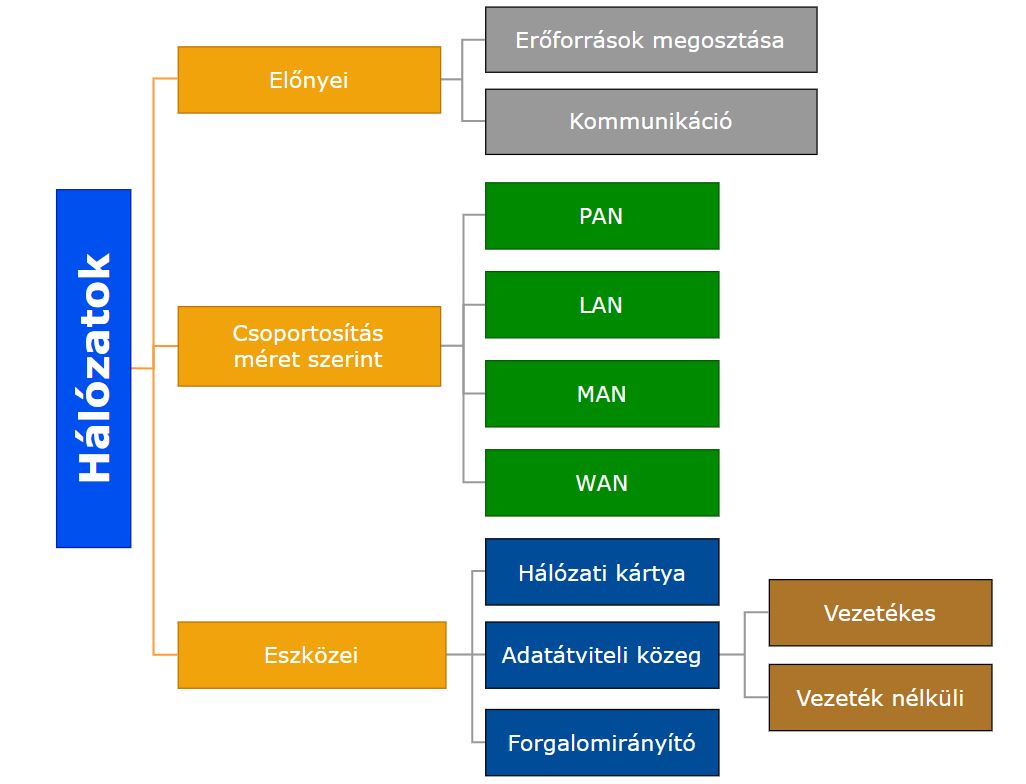 Hálózatok
Előnyei
Erőforrások megosztása
Kommunikáció
Csoportosítás
méret szerint
PAN
LAN
MAN
WAN
Eszközei
Hálózati kártya
Adatátviteli közeg
Vezetékes
Vezeték nélküli
Forgalomirányító